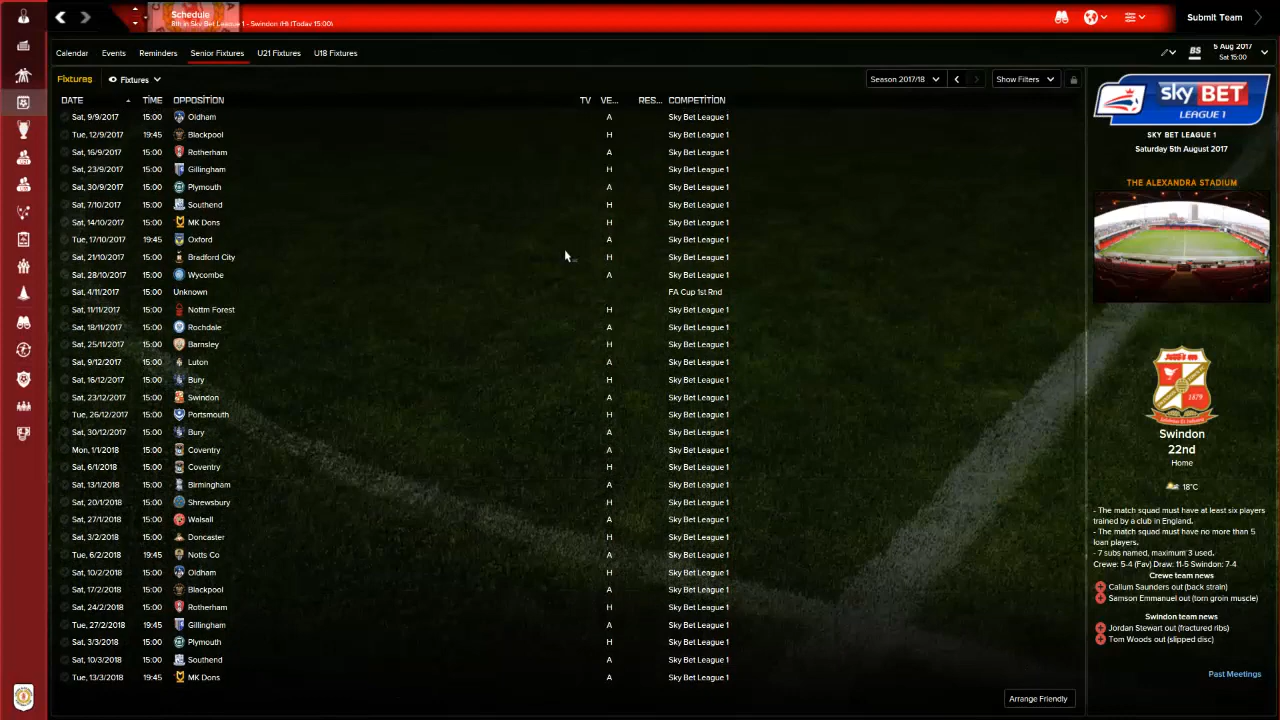 Schedule
8th in Sky Bet League 1 - Swindon (H) (Today 15:00)
Submit Team
Calendar Events Reminders Senior Fixtures U21 Fixtures U18 Fixtures
BS
5 Aug 2017
Sat 15:00
Fixtures Fixtures Season 2017/18 Show Filters
DATE TIME OPPOSITION TV VE... RES... COMPETITION
Sat, 9/9/2017 15:00 Oldham A Sky Bet League 1
Tue, 12/9/2017 19:45 Blackpool H Sky Bet League 1
Sat, 16/9/2017 15:00 Rotherham A Sky Bet League 1
Sat, 23/9/2017 15:00 Gillingham H Sky Bet League 1
Sat, 30/9/2017 15:00 Plymouth A Sky Bet League 1
Sat, 7/10/2017 15:00 Southend H Sky Bet League 1
Sat, 14/10/2017 15:00 MK Dons H Sky Bet League 1
Tue, 17/10/2017 19:45 Oxford A Sky Bet League 1
Sat, 21/10/2017 15:00 Bradford City H Sky Bet League 1
Sat, 28/10/2017 15:00 Wycombe A Sky Bet League 1
Sat, 4/11/2017 15:00 Unknown FA Cup 1st Rnd
Sat, 11/11/2017 15:00 Nottm Forest H Sky Bet League 1
Sat, 18/11/2017 15:00 Rochdale A Sky Bet League 1
Sat, 25/11/2017 15:00 Barnsley H Sky Bet League 1
Sat, 9/12/2017 15:00 Luton A Sky Bet League 1
Sat, 16/12/2017 15:00 Bury H Sky Bet League 1
Sat, 23/12/2017 15:00 Swindon A Sky Bet League 1
Tue, 26/12/2017 15:00 Portsmouth H Sky Bet League 1
Sat, 30/12/2017 15:00 Bury A Sky Bet League 1
Mon, 1/1/2018 15:00 Coventry A Sky Bet League 1
Sat, 6/1/2018 15:00 Coventry H Sky Bet League 1
Sat, 13/1/2018 15:00 Birmingham A Sky Bet League 1
Sat, 20/1/2018 15:00 Shrewsbury H Sky Bet League 1
Sat, 27/1/2018 15:00 Walsall A Sky Bet League 1
Sat, 3/2/2018 15:00 Doncaster H Sky Bet League 1
Tue, 6/2/2018 19:45 Notts Co A Sky Bet League 1
Sat, 10/2/2018 15:00 Oldham H Sky Bet League 1
Sat, 17/2/2018 15:00 Blackpool A Sky Bet League 1
Sat, 24/2/2018 15:00 Rotherham H Sky Bet League 1
Tue, 27/2/2018 19:45 Gillingham A Sky Bet League 1
Sat, 3/3/2018 15:00 Plymouth H Sky Bet League 1
Sat, 10/3/2018 15:00 Southend A Sky Bet League 1
Tue, 13/3/2018 19:45 MK Dons A Sky Bet League 1
Arrange Friendly
sky BET
LEAGUE 1
SKY BET LEAGUE 1
Saturday 5th August 2017
THE ALEXANDRA STADIUM
1879
Swindon
22nd
Home
18°C
- The match squad must have at least six players
trained by a club in England.
- The match squad must have no more than 5
loan players.
- 7 subs named, maximum 3 used.
Crewe: 5-4 (Fav) Draw: 11-5 Swindon: 7-4
Crewe team news
Callum Saunders out (back strain)
Samson Emmanuel out (torn groin muscle)
Swindon team news
Jordan Stewart out (fractured ribs)
Tom Woods out (slipped disc)
Past Meetings